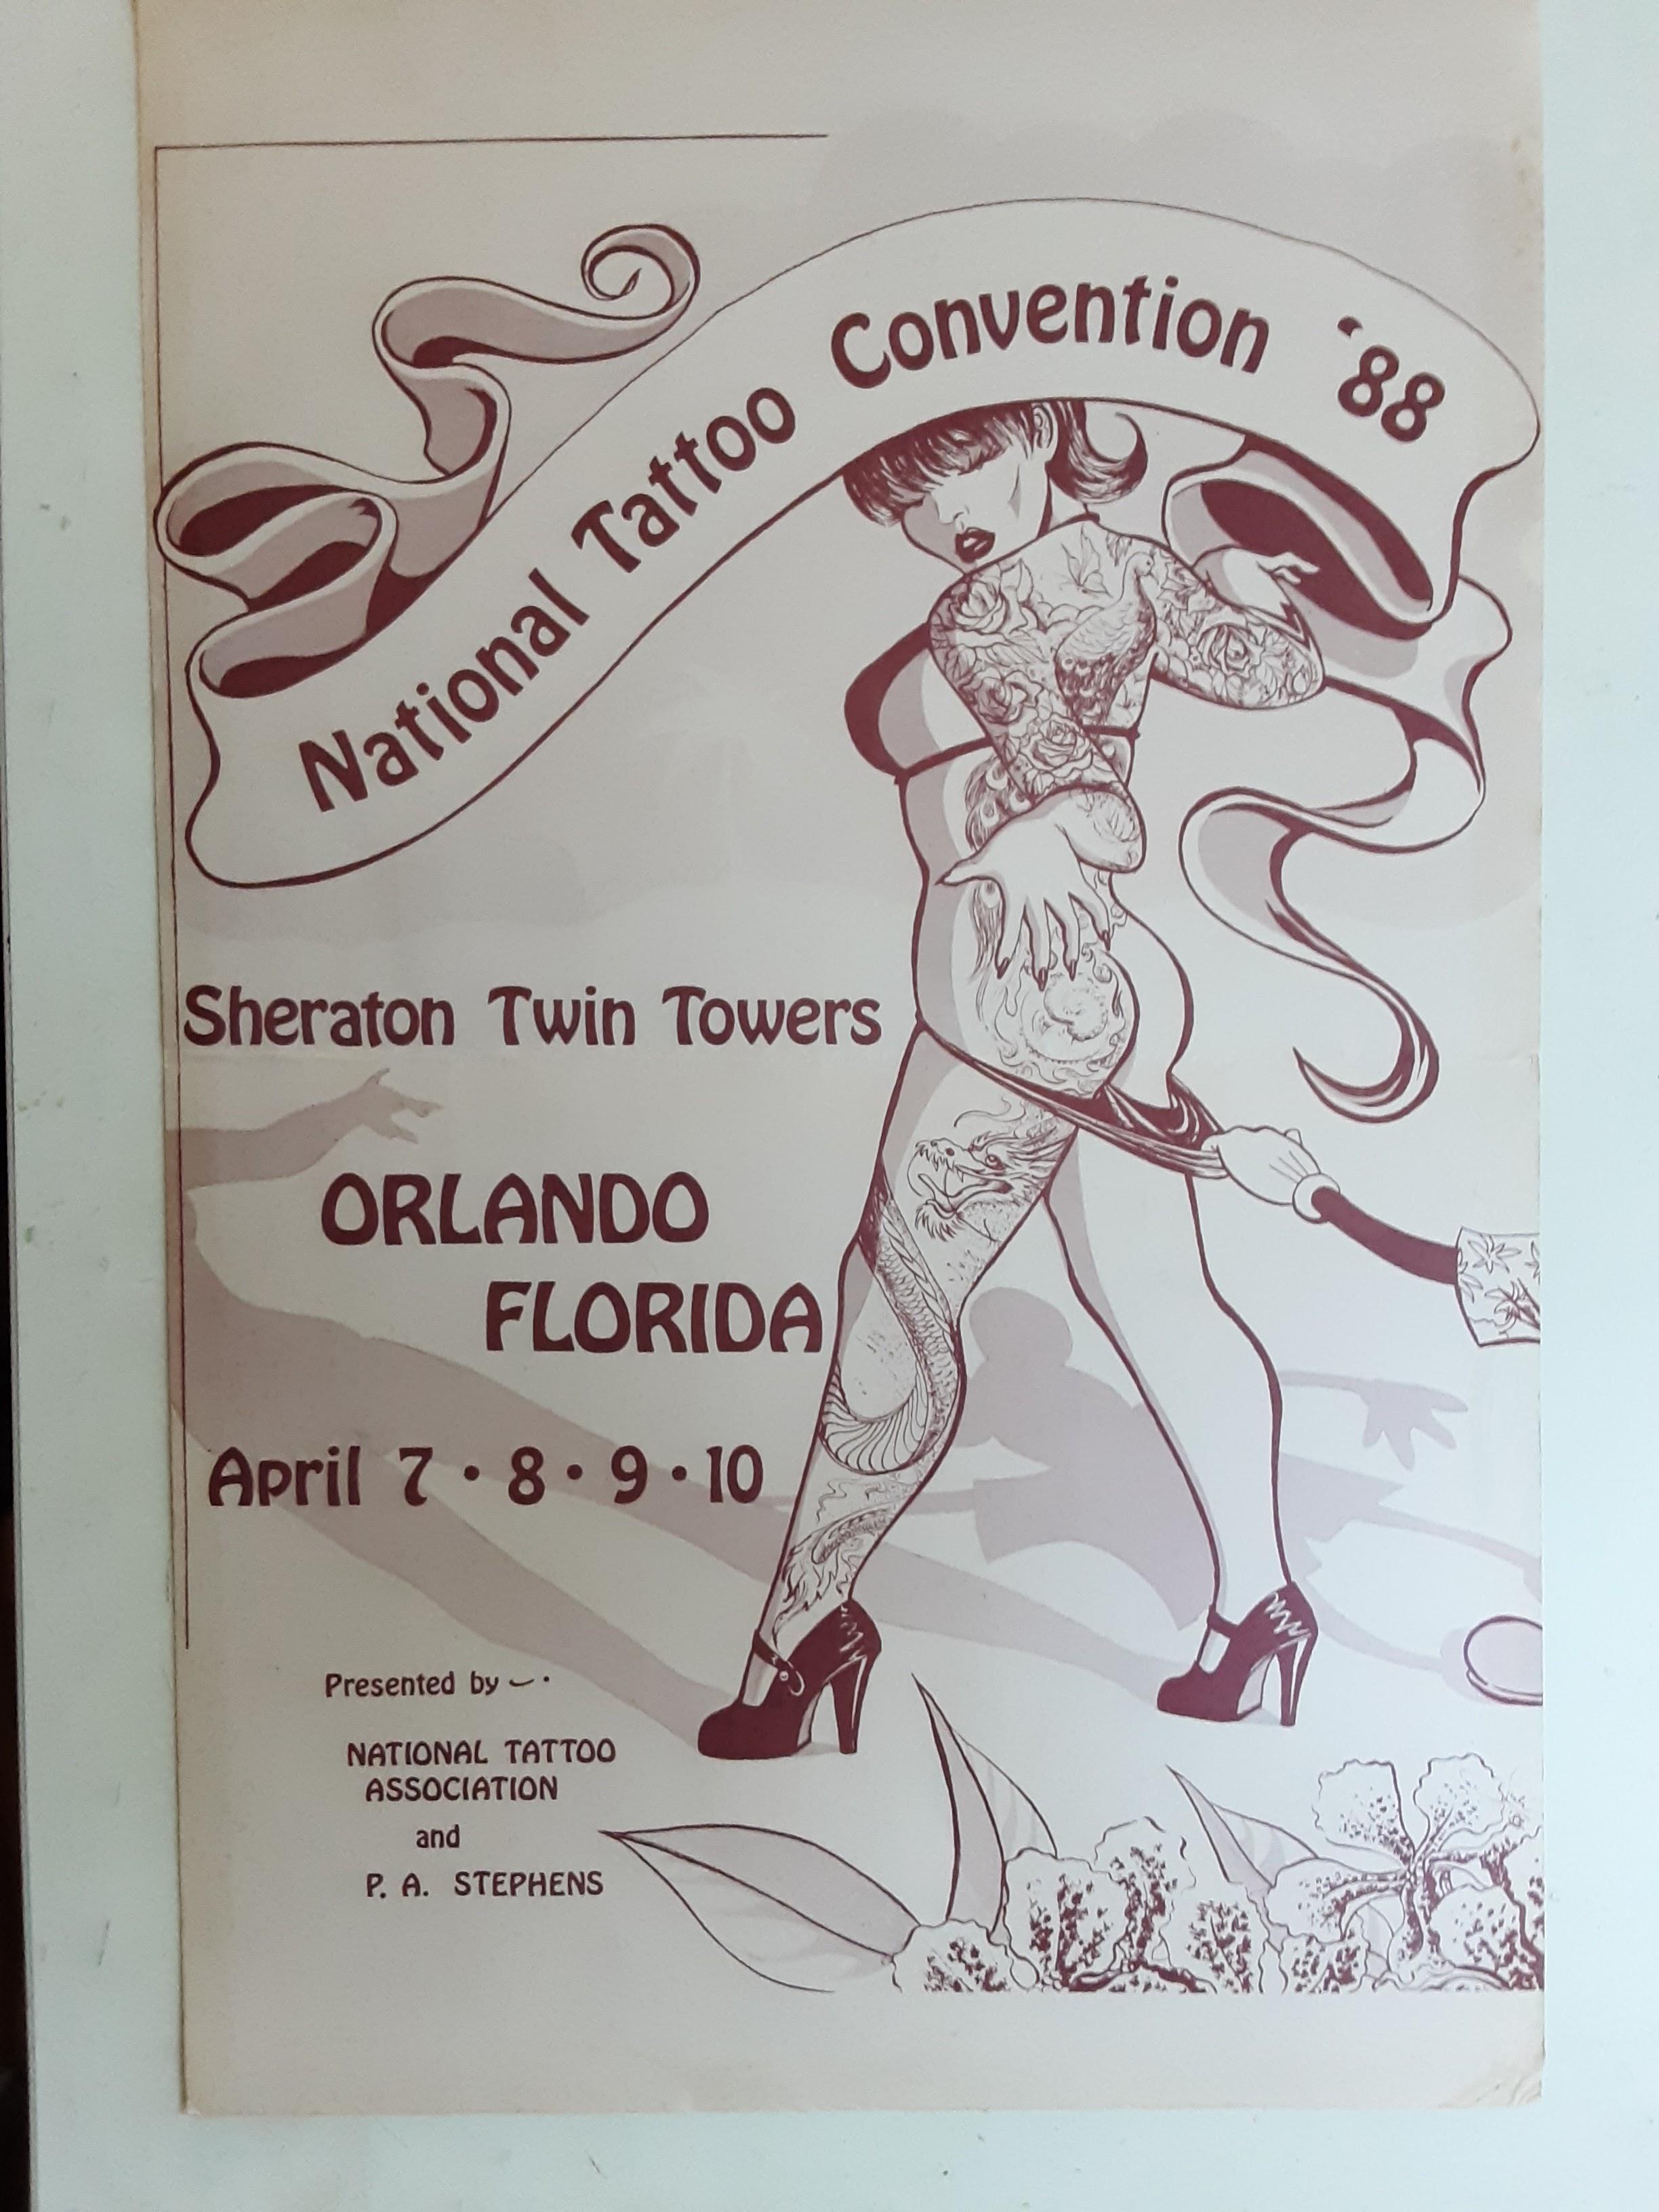 National Tattoo Convention '88
Sheraton Twin Towers
ORLANDO
FLORIDA
April 7 • 8 • 9 • 10
Presented by
NATIONAL TATTOO
ASSOCIATION
and
P. A. STEPHENS